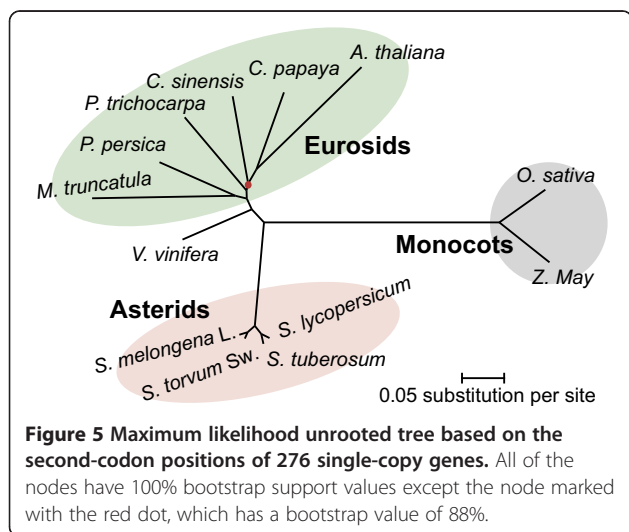 A. thaliana
C. sinensis
C. papaya
P. trichocarpa
Eurosids
P. persica
M. truncatula
O. sativa
V. vinifera
Monocots
Z. May
Asterids
S. lycopersicum
S. melongena L.
S. torvum Sw.
S. tuberosum
0.05 substitution per site
Figure 5 Maximum likelihood unrooted tree based on the
second-codon positions of 276 single-copy genes. All of the
nodes have 100% bootstrap support values except the node marked
with the red dot, which has a bootstrap value of 88%.